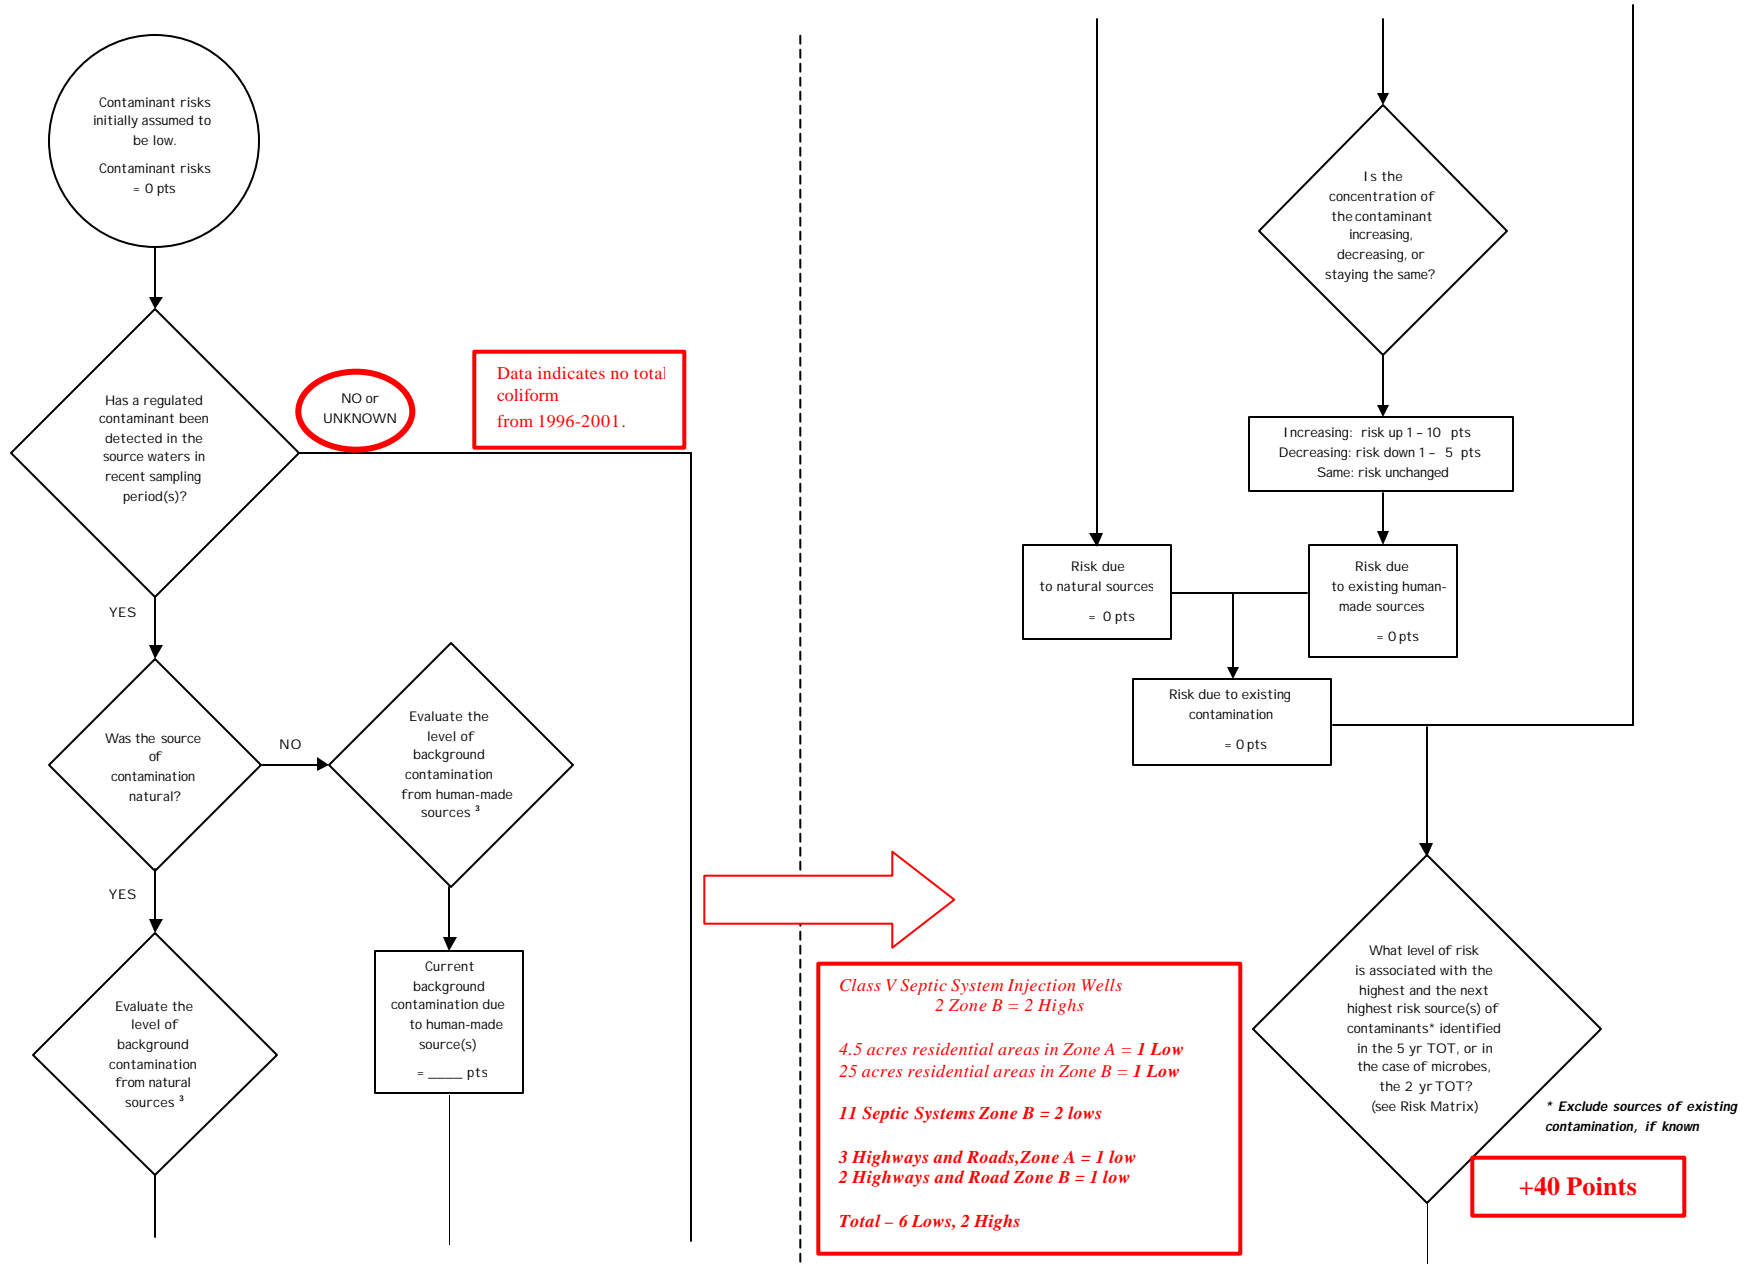 Contaminant risks
initially assumed to
be low.
Contaminant risks
= 0 pts
Has a regulated
contaminant been
detected in the
source waters in
recent sampling
period(s)?
NO or
UNKNOWN
Data indicates no total
coliform
from 1996-2001.
YES
Was the source
of
contamination
natural?
NO
Evaluate the
level of
background
contamination
from human-made
sources ³
YES
Evaluate the
level of
background
contamination
from natural
sources ³
Current
background
contamination due
to human-made
source(s)
= ____ pts
Is the
concentration of
the contaminant
increasing,
decreasing, or
staying the same?
Increasing: risk up 1 – 10 pts
Decreasing: risk down 1 – 5 pts
Same: risk unchanged
Risk due
to natural sources
= 0 pts
Risk due
to existing human-
made sources
= 0 pts
Risk due to existing
contamination
= 0 pts
Class V Septic System Injection Wells
2 Zone B = 2 Highs
4.5 acres residential areas in Zone A = 1 Low
25 acres residential areas in Zone B = 1 Low
11 Septic Systems Zone B = 2 lows
3 Highways and Roads,Zone A = 1 low
2 Highways and Road Zone B = 1 low
Total – 6 Lows, 2 Highs
What level of risk
is associated with the
highest and the next
highest risk source(s) of
contaminants* identified
in the 5 yr TOT, or in
the case of microbes,
the 2 yr TOT?
(see Risk Matrix)
* Exclude sources of existing
contamination, if known
+40 Points